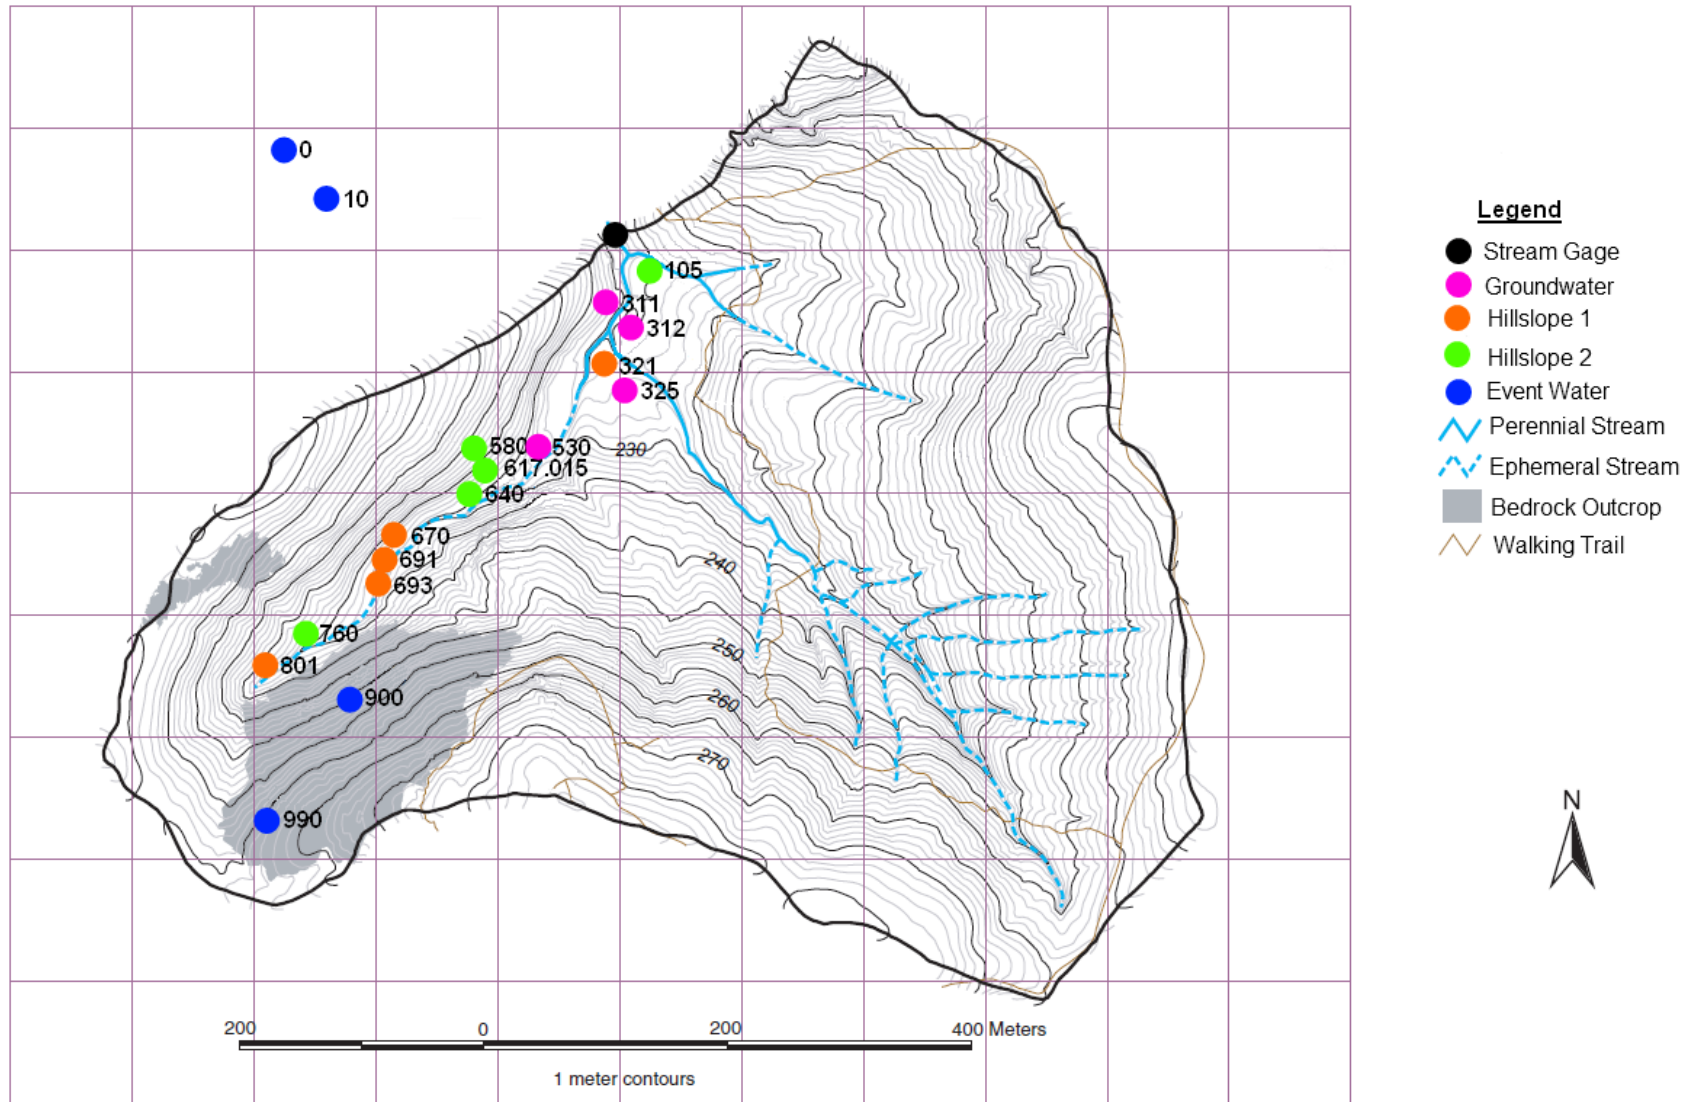 0
10
105
311
312
321
325
580
530
617.015
230
640
670
691
693
240
760
250
801
900
260
270
990
Legend
Stream Gage
Groundwater
Hillslope 1
Hillslope 2
Event Water
Perennial Stream
Ephemeral Stream
Bedrock Outcrop
Walking Trail
N
200 0 200 400 Meters
1 meter contours